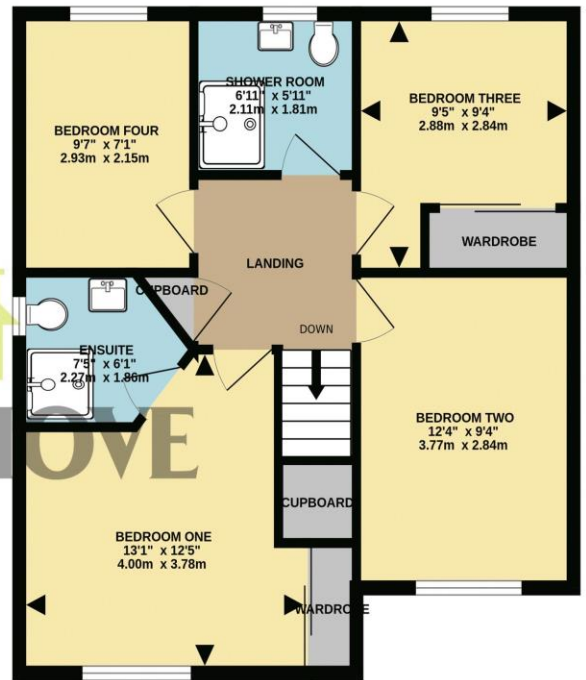 SHOWER ROOM
6'11" x 5'11"
2.11m x 1.81m
BEDROOM THREE
9'5" x 9'4"
2.88m x 2.84m
BEDROOM FOUR
9'7" x 7'1"
2.93m x 2.15m
WARDROBE
LANDING
CUPBOARD
DOWN
ENSUITE
7'5" x 6'1"
2.27m x 1.86m
OVE
BEDROOM TWO
12'4" x 9'4"
3.77m x 2.84m
CUPBOARD
BEDROOM ONE
13'1" x 12'5"
4.00m x 3.78m
WARDROBE